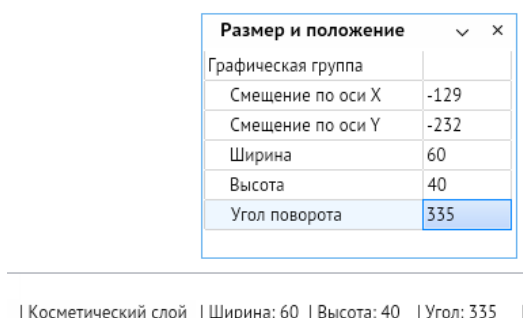 Размер и положение
Графическая группа
Смещение по оси X -129
Смещение по оси Y -232
Ширина 60
Высота 40
Угол поворота 335
| Косметический слой | Ширина: 60 | Высота: 40 | Угол: 335 |